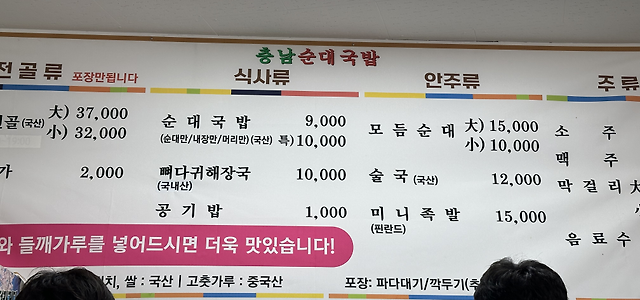 충남순대국밥
전골류 포장만됩니다
전골(국산) 大) 37,000
小) 32,000
가 2,000
식사류
순대국밥 9,000
(순대만/내장만/머리만)(국산) 특) 10,000
뼈다귀해장국 10,000
(국내산)
공기밥 1,000
안주류
모듬순대 大) 15,000
小) 10,000
술국(국산) 12,000
미니족발 15,000
(핀란드)
주류
소주
맥주
막걸리 大
음료수
와 들깨가루를 넣어드시면 더욱 맛있습니다!
치, 쌀 : 국산 | 고춧가루 : 중국산
포장: 파다대기/깍두기(추